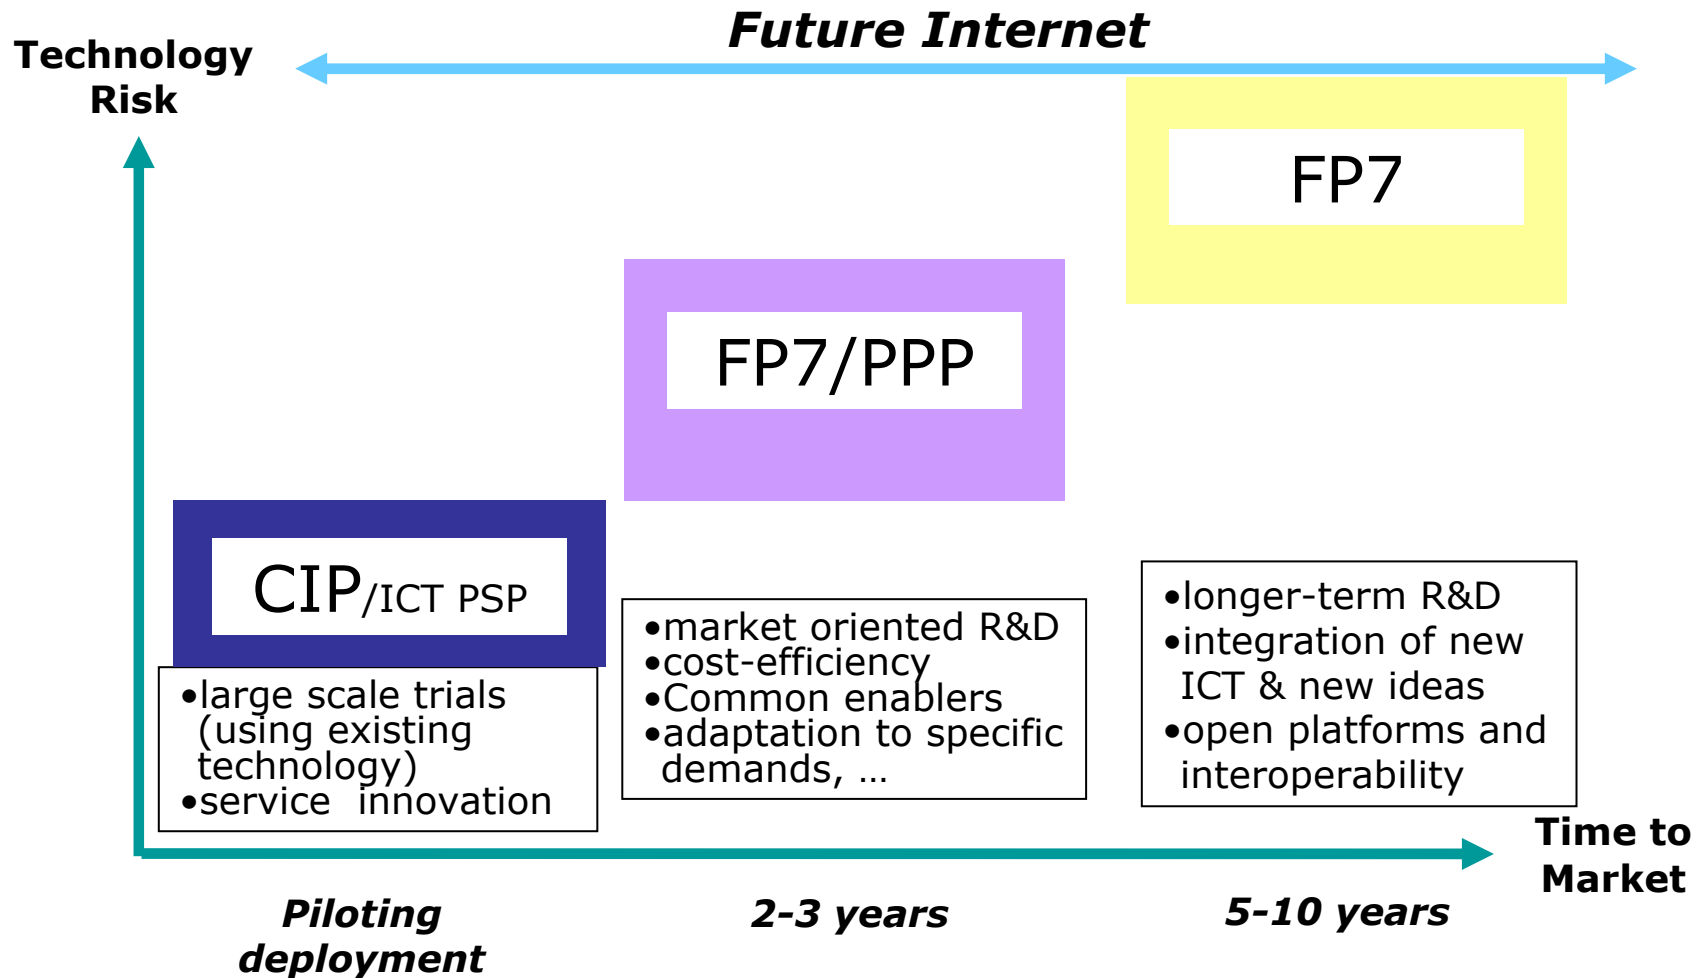 Future Internet
Technology
Risk
FP7
FP7/PPP
CIP/ICT PSP
•large scale trials
(using existing
technology)
•service  innovation
•market oriented R&D
•cost-efficiency
•Common enablers
•adaptation to specific
demands, …
•longer-term R&D
•integration of new
ICT & new ideas
•open platforms and
interoperability
Time to
Market
Piloting
deployment
2-3 years
5-10 years